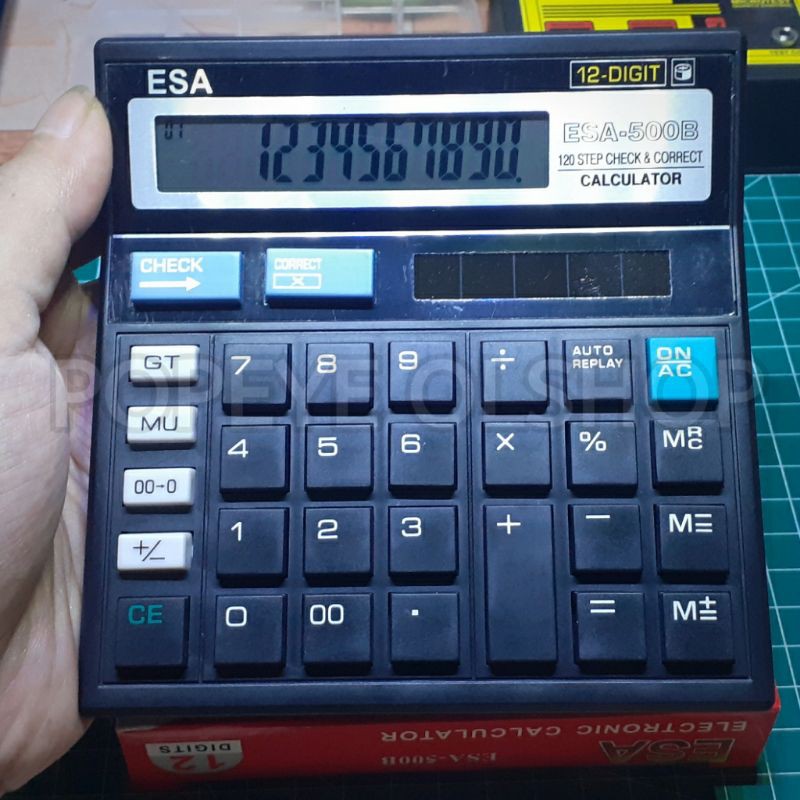 ESA
12-DIGIT
01
1234567890.
ESA-500B
120 STEP CHECK & CORRECT
CALCULATOR
CHECK
→
CORRECT
X
GT 7 8 9 ÷ AUTO REPLAY ON AC
POPEYE OLSHOP
MU 4 5 6 × % MRC
00→0 1 2 3 + − M=
+/− CE 0 00 . = M±
ESA
ELECTRONIC CALCULATOR
ESA-500B
12 DIGITS